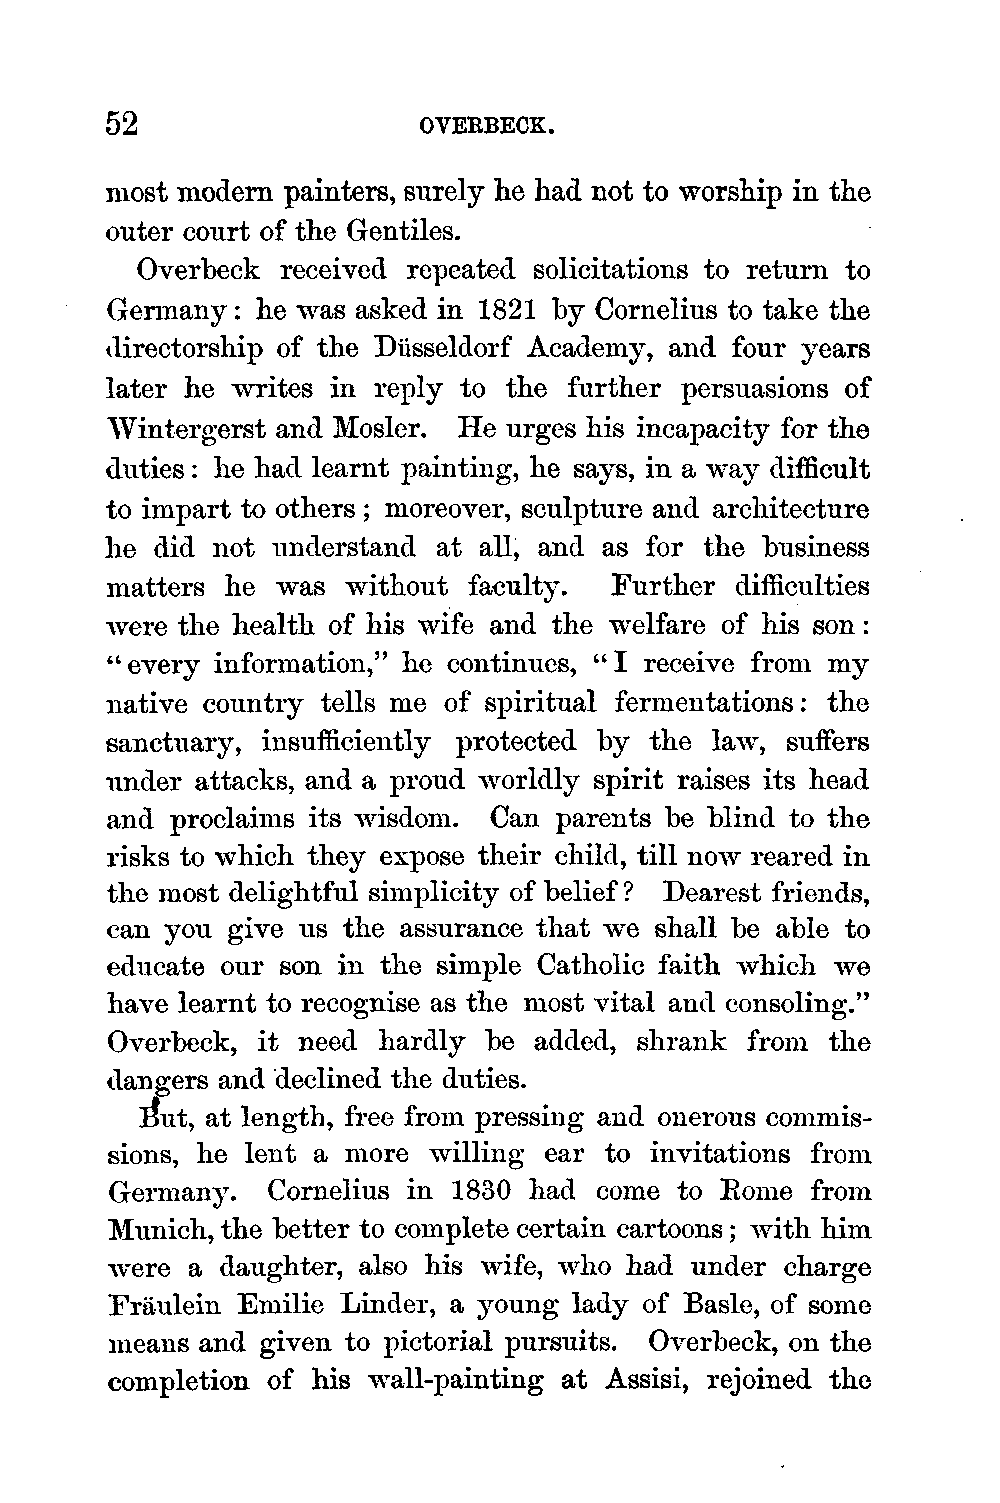 52 OVERBECK.
most modern painters, surely he had not to worship in the
outer court of the Gentiles.
Overbeck received repeated solicitations to return to
Germany: he was asked in 1821 by Cornelius to take the
directorship of the Düsseldorf Academy, and four years
later he writes in reply to the further persuasions of
Wintergerst and Mosler. He urges his incapacity for the
duties: he had learnt painting, he says, in a way difficult
to impart to others; moreover, sculpture and architecture
he did not understand at all, and as for the business
matters he was without faculty. Further difficulties
were the health of his wife and the welfare of his son:
“every information,” he continues, “I receive from my
native country tells me of spiritual fermentations: the
sanctuary, insufficiently protected by the law, suffers
under attacks, and a proud worldly spirit raises its head
and proclaims its wisdom. Can parents be blind to the
risks to which they expose their child, till now reared in
the most delightful simplicity of belief? Dearest friends,
can you give us the assurance that we shall be able to
educate our son in the simple Catholic faith which we
have learnt to recognise as the most vital and consoling.”
Overbeck, it need hardly be added, shrank from the
dangers and declined the duties.
But, at length, free from pressing and onerous commis-
sions, he lent a more willing ear to invitations from
Germany. Cornelius in 1830 had come to Rome from
Munich, the better to complete certain cartoons; with him
were a daughter, also his wife, who had under charge
Fräulein Emilie Linder, a young lady of Basle, of some
means and given to pictorial pursuits. Overbeck, on the
completion of his wall-painting at Assisi, rejoined the